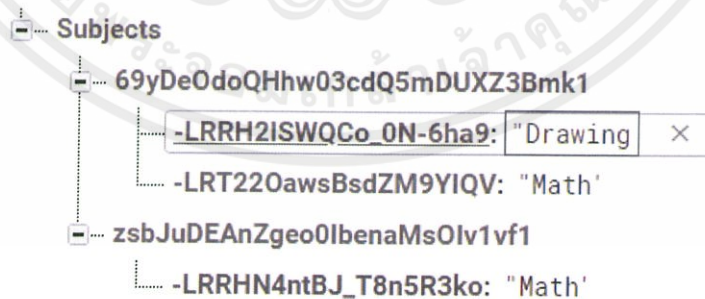 Subjects
69yDeOdoQHhw03cdQ5mDUXZ3Bmk1
-LRRH2ISWQCo_0N-6ha9: "Drawing ×
-LRT22OawsBsdZM9YIQV: "Math'
zsbJuDEAnZgeo0IbenaMsOIv1vf1
-LRRHN4ntBJ_T8n5R3ko: "Math'